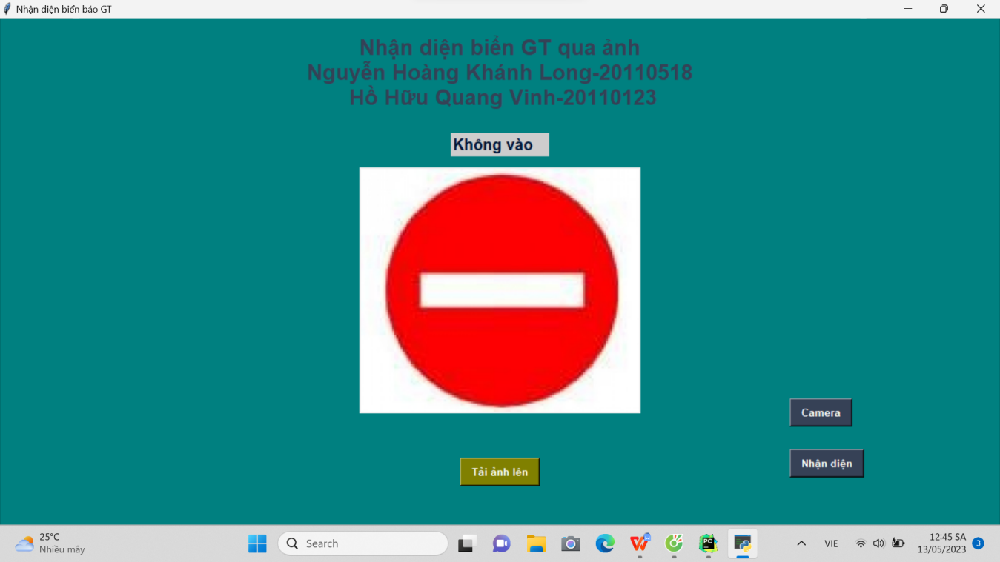 Nhận diện biển báo GT
Nhận diện biển GT qua ảnh
Nguyễn Hoàng Khánh Long-20110518
Hồ Hữu Quang Vinh-20110123
Không vào
Camera
Nhận diện
Tải ảnh lên
25°C
Nhiều mây
Search
PC
VIE
12:45 SA
13/05/2023
3